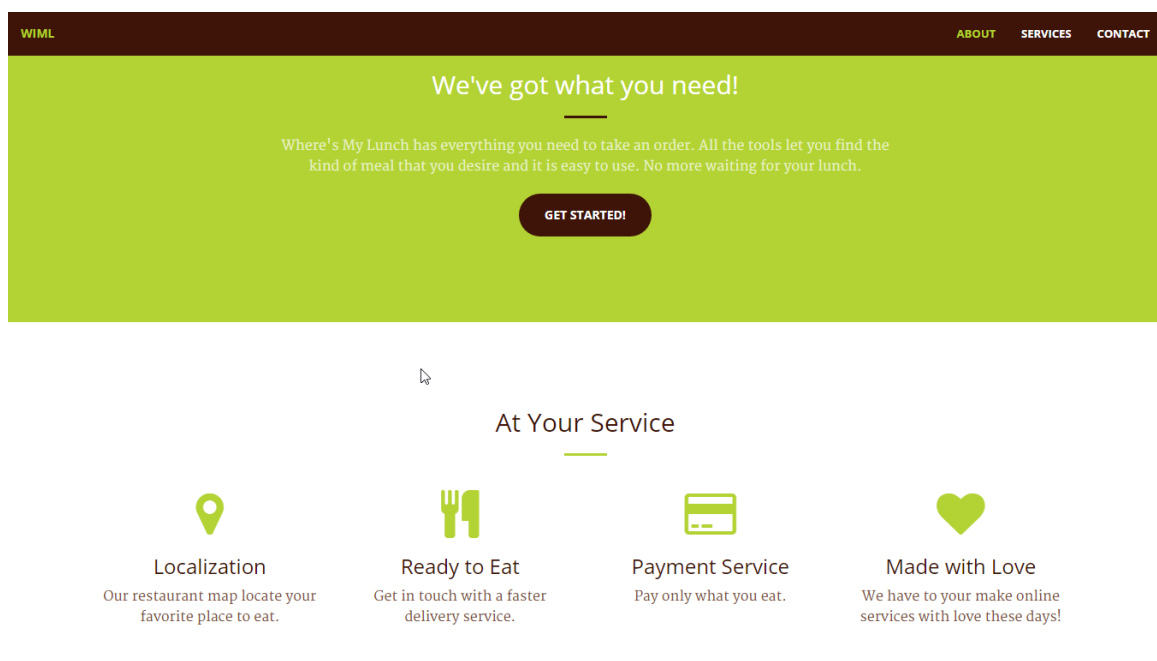 WIML
ABOUT SERVICES CONTACT
We've got what you need!
Where's My Lunch has everything you need to take an order. All the tools let you find the
kind of meal that you desire and it is easy to use. No more waiting for your lunch.
GET STARTED!
At Your Service
Localization
Our restaurant map locate your
favorite place to eat.
Ready to Eat
Get in touch with a faster
delivery service.
Payment Service
Pay only what you eat.
Made with Love
We have to your make online
services with love these days!